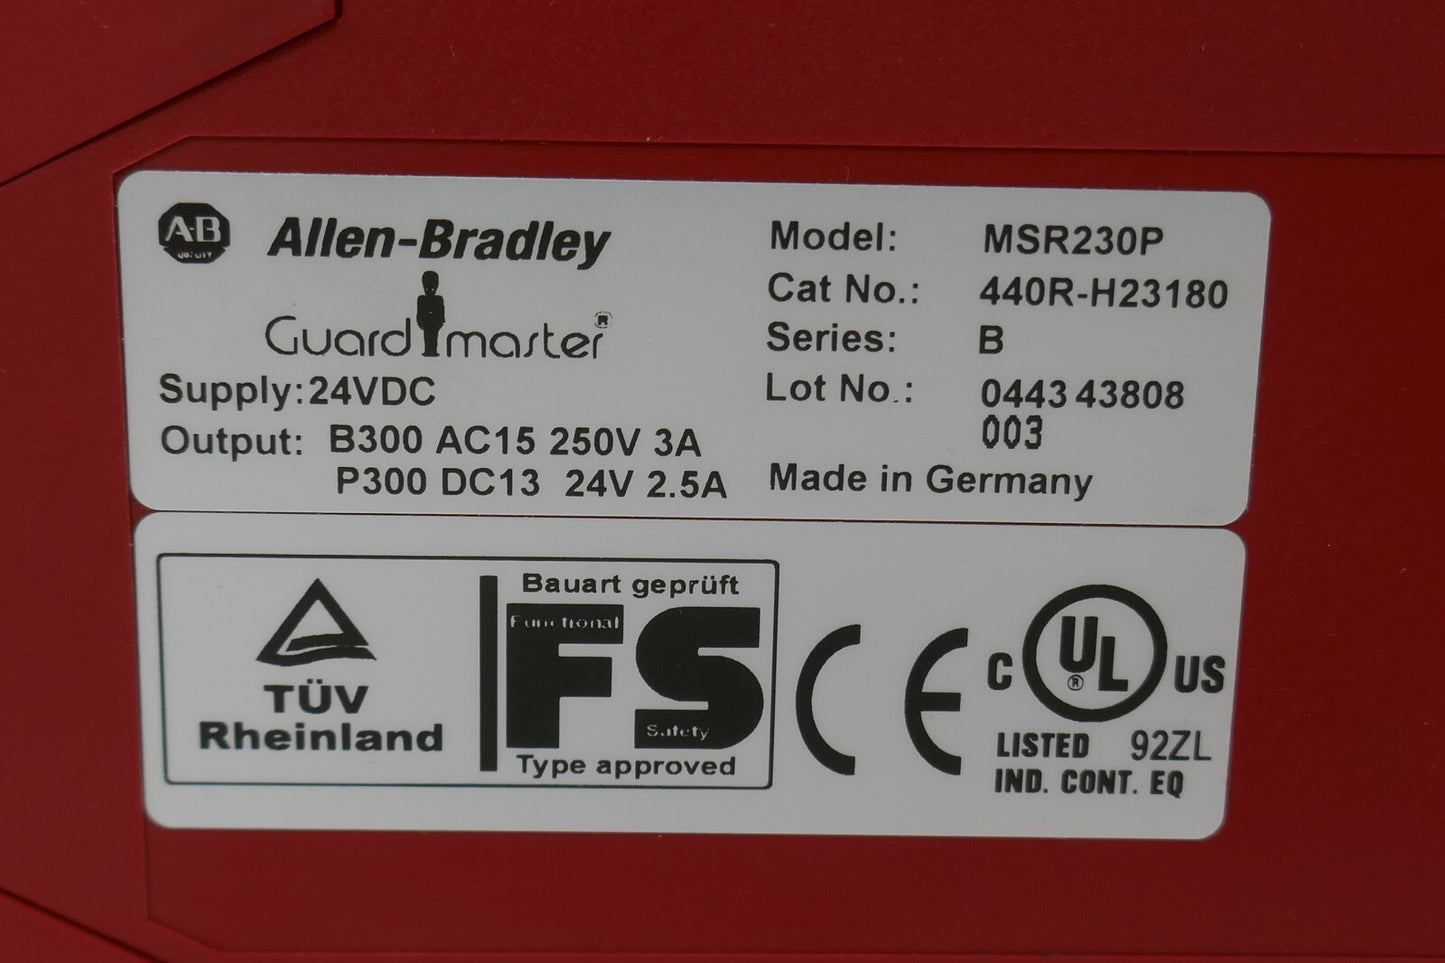 A-B
QUALITY
Allen-Bradley
Guardmaster®
Supply: 24VDC
Output: B300 AC15 250V 3A
P300 DC13 24V 2.5A
Model: MSR230P
Cat No.: 440R-H23180
Series: B
Lot No.: 0443 43808
003
Made in Germany
TÜV
Rheinland
Bauart geprüft
Functional
FS
Safety
Type approved
CE
C UL® US
LISTED 92ZL
IND. CONT. EQ